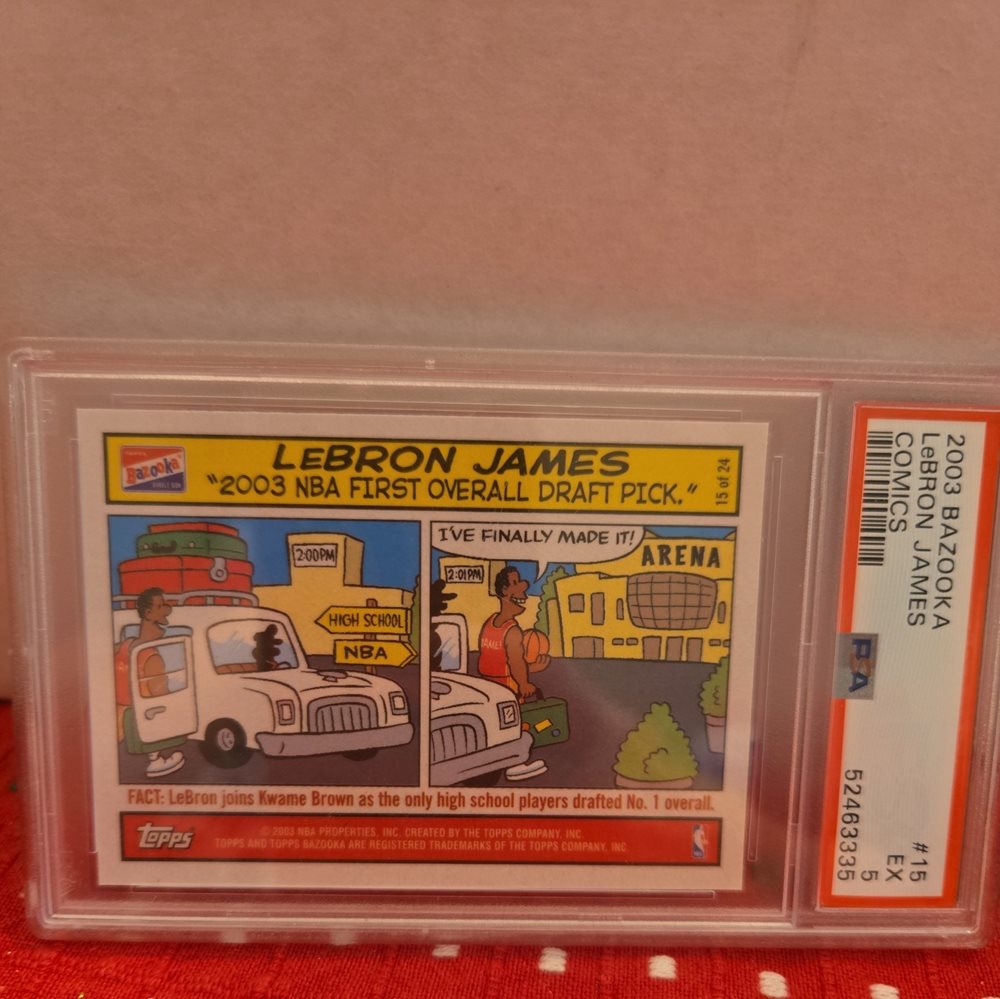 Bazooka
LeBRON JAMES
"2003 NBA FIRST OVERALL DRAFT PICK."
15 of 24
2:00PM
HIGH SCHOOL
NBA
I'VE FINALLY MADE IT!
2:01PM
ARENA
FACT: LeBron joins Kwame Brown as the only high school players drafted No. 1 overall.
Topps
© 2003 NBA PROPERTIES, INC. CREATED BY THE TOPPS COMPANY, INC.
TOPPS AND TOPPS BAZOOKA ARE REGISTERED TRADEMARKS OF THE TOPPS COMPANY, INC.
2003 BAZOOKA
LeBRON JAMES
COMICS
PSA
#15
EX
5
52463335